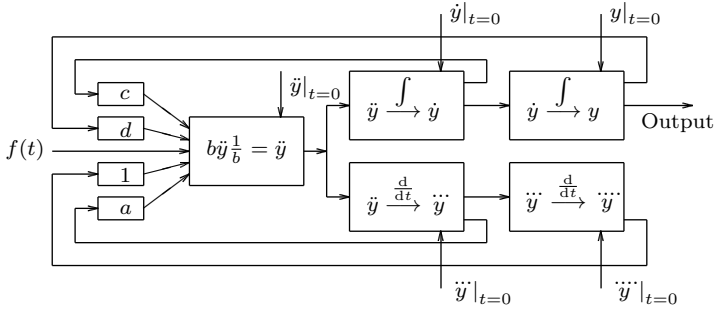 ẏ|t=0
y|t=0
c
ÿ|t=0
∫
ÿ ⟶ ẏ
∫
ẏ ⟶ y
d
f(t)
bÿ 1/b = ÿ
Output
1
a
d/dt
ÿ ⟶ y⃛
d/dt
y⃛ ⟶ y⃜
y⃛|t=0
y⃜|t=0